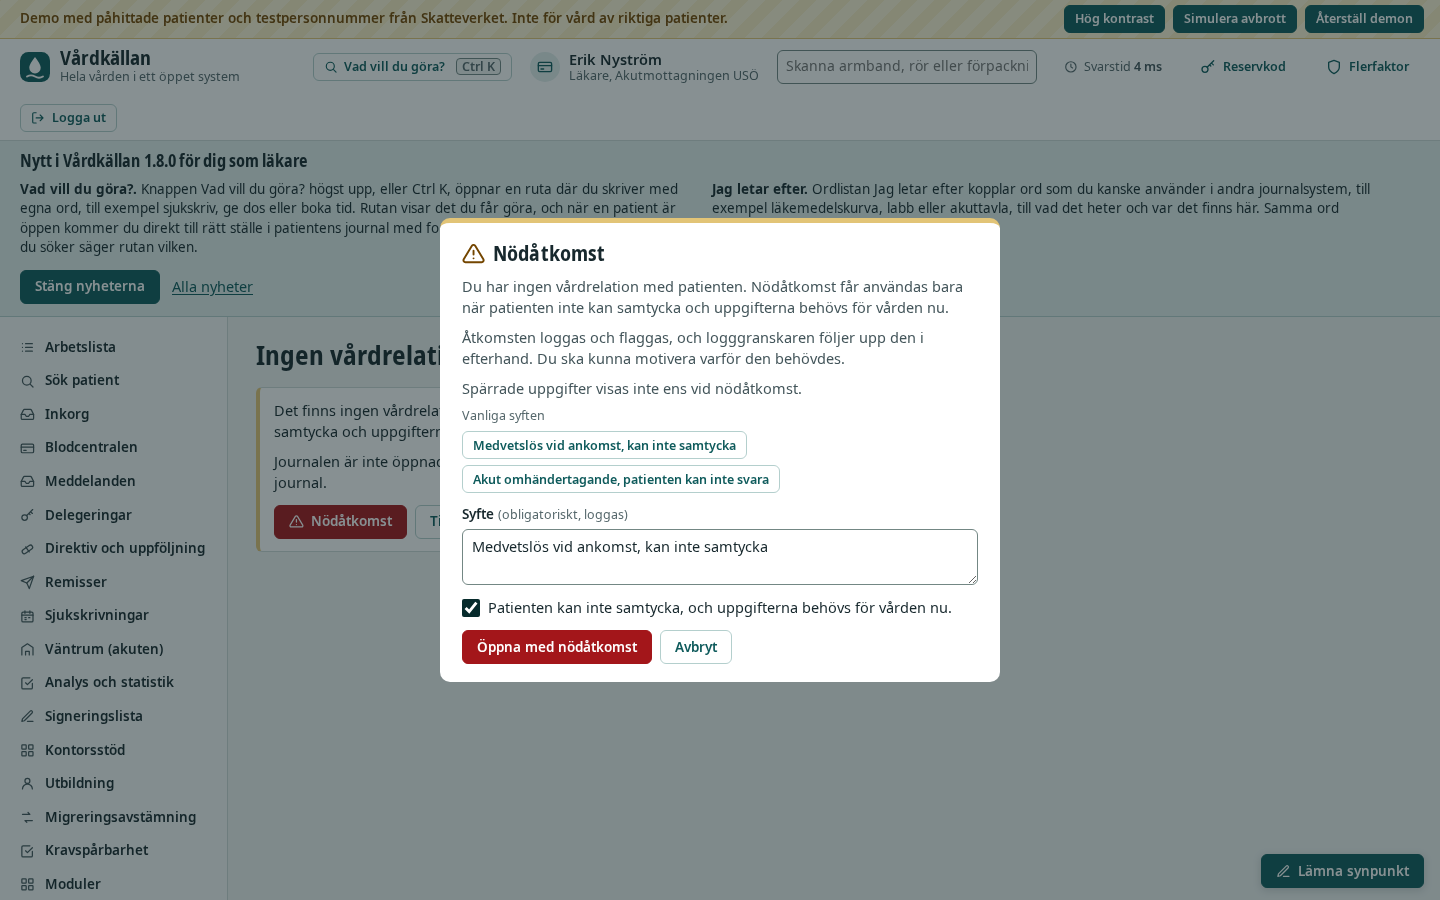 Demo med påhittade patienter och testpersonnummer från Skatteverket. Inte för vård av riktiga patienter.
Hög kontrast
Simulera avbrott
Återställ demon
Vårdkällan
Hela vården i ett öppet system
Vad vill du göra? Ctrl K
Erik Nyström
Läkare, Akutmottagningen USÖ
Skanna armband, rör eller förpackni
Svarstid 4 ms
Reservkod
Flerfaktor
Logga ut
Nytt i Vårdkällan 1.8.0 för dig som läkare
Vad vill du göra?. Knappen Vad vill du göra? högst upp, eller Ctrl K, öppnar en ruta där du skriver med
egna ord, till exempel sjukskriv, ge dos eller boka tid. Rutan visar det du får göra, och när en patient är
öppen kommer du direkt till rätt ställe i patientens journal med fo
du söker säger rutan vilken.
Jag letar efter. Ordlistan Jag letar efter kopplar ord som du kanske använder i andra journalsystem, till
exempel läkemedelskurva, labb eller akuttavla, till vad det heter och var det finns här. Samma ord
Stäng nyheterna
Alla nyheter
Arbetslista
Sök patient
Inkorg
Blodcentralen
Meddelanden
Delegeringar
Direktiv och uppföljning
Remisser
Sjukskrivningar
Väntrum (akuten)
Analys och statistik
Signeringslista
Kontorsstöd
Utbildning
Migreringsavstämning
Kravspårbarhet
Moduler
Ingen vårdrelati
Det finns ingen vårdrelat
samtycka och uppgiftern
Journalen är inte öppnad
journal.
Nödåtkomst
Ti
Nödåtkomst
Du har ingen vårdrelation med patienten. Nödåtkomst får användas bara
när patienten inte kan samtycka och uppgifterna behövs för vården nu.
Åtkomsten loggas och flaggas, och logggranskaren följer upp den i
efterhand. Du ska kunna motivera varför den behövdes.
Spärrade uppgifter visas inte ens vid nödåtkomst.
Vanliga syften
Medvetslös vid ankomst, kan inte samtycka
Akut omhändertagande, patienten kan inte svara
Syfte (obligatoriskt, loggas)
Medvetslös vid ankomst, kan inte samtycka
Patienten kan inte samtycka, och uppgifterna behövs för vården nu.
Öppna med nödåtkomst
Avbryt
Lämna synpunkt